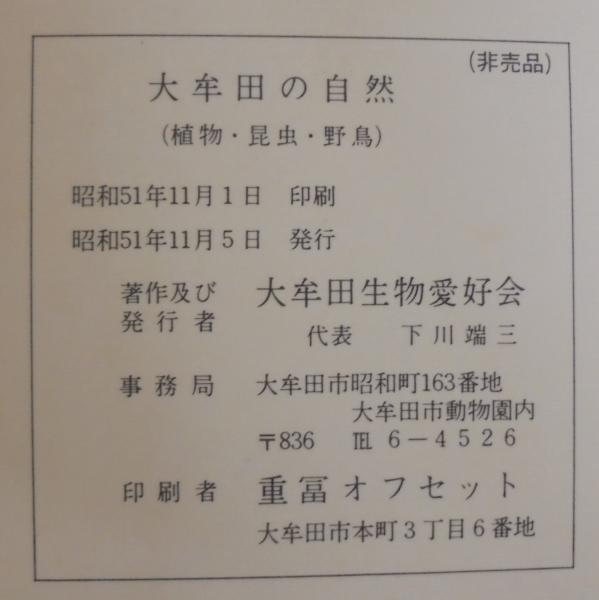 (非売品)
大牟田の自然
(植物・昆虫・野鳥)
昭和51年11月1日　印刷
昭和51年11月5日　発行
著作及び
発行者　大牟田生物愛好会
代表　下川端三
事務局　大牟田市昭和町163番地
大牟田市動物園内
〒836　℡ 6-4526
印刷者　重冨オフセット
大牟田市本町3丁目6番地